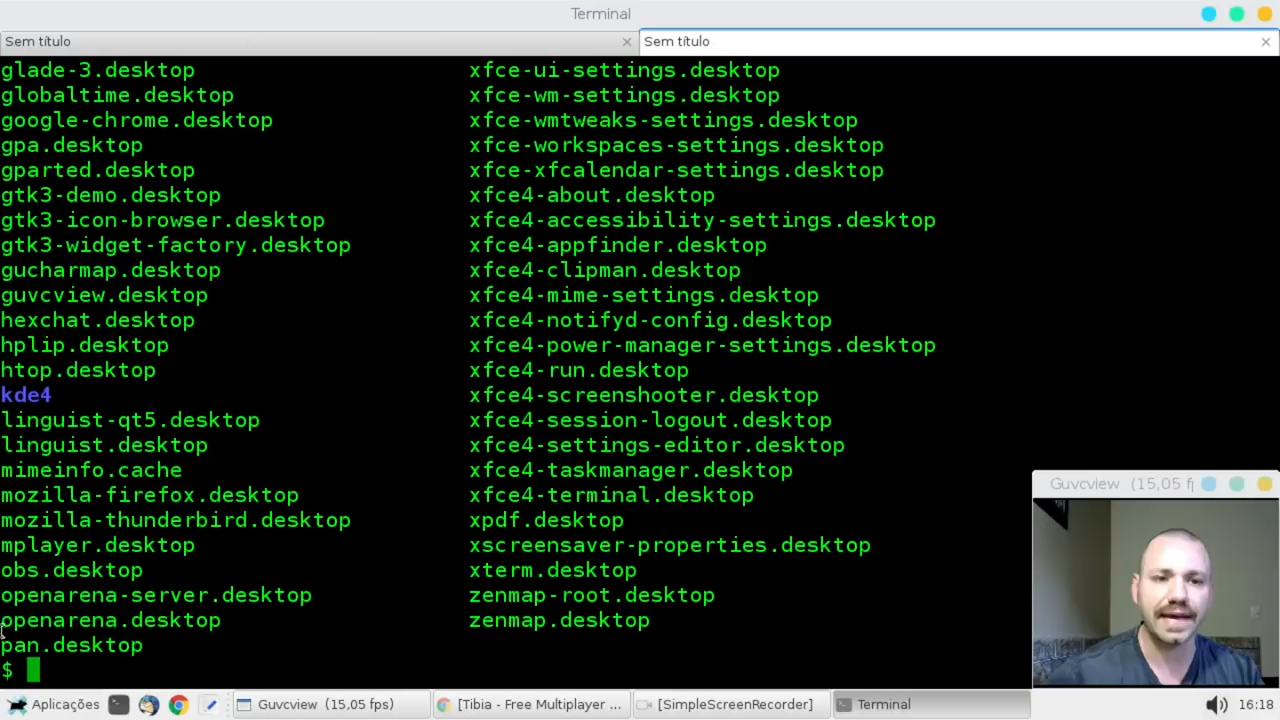 Terminal
Sem título
Sem título
glade-3.desktop
globaltime.desktop
google-chrome.desktop
gpa.desktop
gparted.desktop
gtk3-demo.desktop
gtk3-icon-browser.desktop
gtk3-widget-factory.desktop
gucharmap.desktop
guvcview.desktop
hexchat.desktop
hplip.desktop
htop.desktop
kde4
linguist-qt5.desktop
linguist.desktop
mimeinfo.cache
mozilla-firefox.desktop
mozilla-thunderbird.desktop
mplayer.desktop
obs.desktop
openarena-server.desktop
openarena.desktop
pan.desktop
$
xfce-ui-settings.desktop
xfce-wm-settings.desktop
xfce-wmtweaks-settings.desktop
xfce-workspaces-settings.desktop
xfce-xfcalendar-settings.desktop
xfce4-about.desktop
xfce4-accessibility-settings.desktop
xfce4-appfinder.desktop
xfce4-clipman.desktop
xfce4-mime-settings.desktop
xfce4-notifyd-config.desktop
xfce4-power-manager-settings.desktop
xfce4-run.desktop
xfce4-screenshooter.desktop
xfce4-session-logout.desktop
xfce4-settings-editor.desktop
xfce4-taskmanager.desktop
xfce4-terminal.desktop
xpdf.desktop
xscreensaver-properties.desktop
xterm.desktop
zenmap-root.desktop
zenmap.desktop
Guvcview (15,05 f
Aplicações
Guvcview (15,05 fps)
[Tibia - Free Multiplayer ...
[SimpleScreenRecorder]
Terminal
16:18